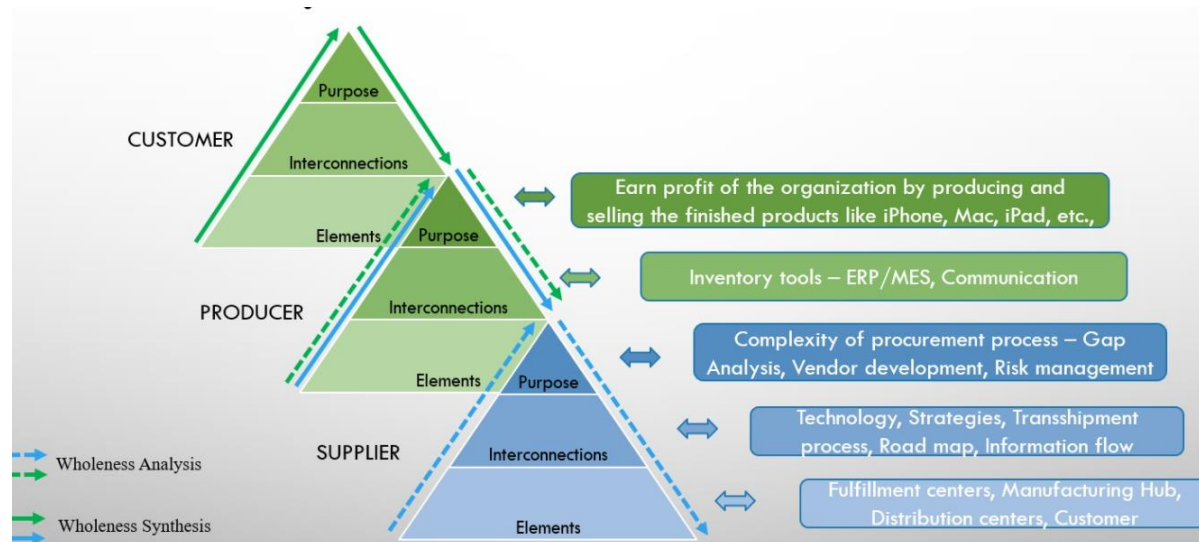 Purpose
CUSTOMER
Interconnections
Elements
Purpose
PRODUCER
Interconnections
Elements
Purpose
SUPPLIER
Interconnections
Elements
Earn profit of the organization by producing and
selling the finished products like iPhone, Mac, iPad, etc.,
Inventory tools – ERP/MES, Communication
Complexity of procurement process – Gap
Analysis, Vendor development, Risk management
Technology, Strategies, Transshipment
process, Road map, Information flow
Fulfillment centers, Manufacturing Hub,
Distribution centers, Customer
Wholeness Analysis
Wholeness Synthesis